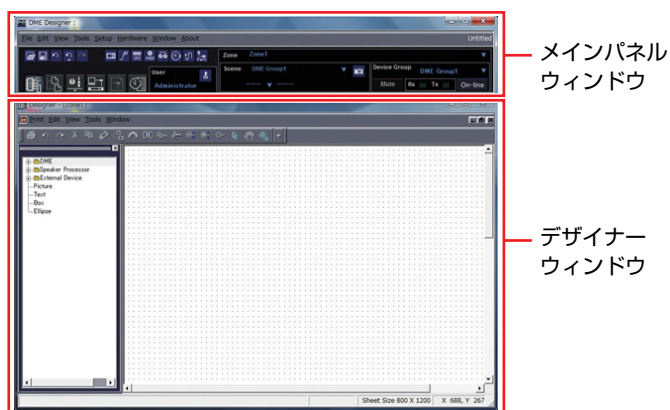 DME Designer :
File Edit View Tools Setup Hardware Window About
Untitled
Zone Zone1
User
Administrator
Scene DME Group1
Device Group DME Group1
Mute Rx Tx On-line
メインパネル
ウィンドウ
Designer - [Zone1]
Print Edit View Tools Window
DME
Speaker Processor
External Device
Picture
Text
Box
Ellipse
デザイナー
ウィンドウ
Sheet Size 800 X 1200 X 688, Y 267